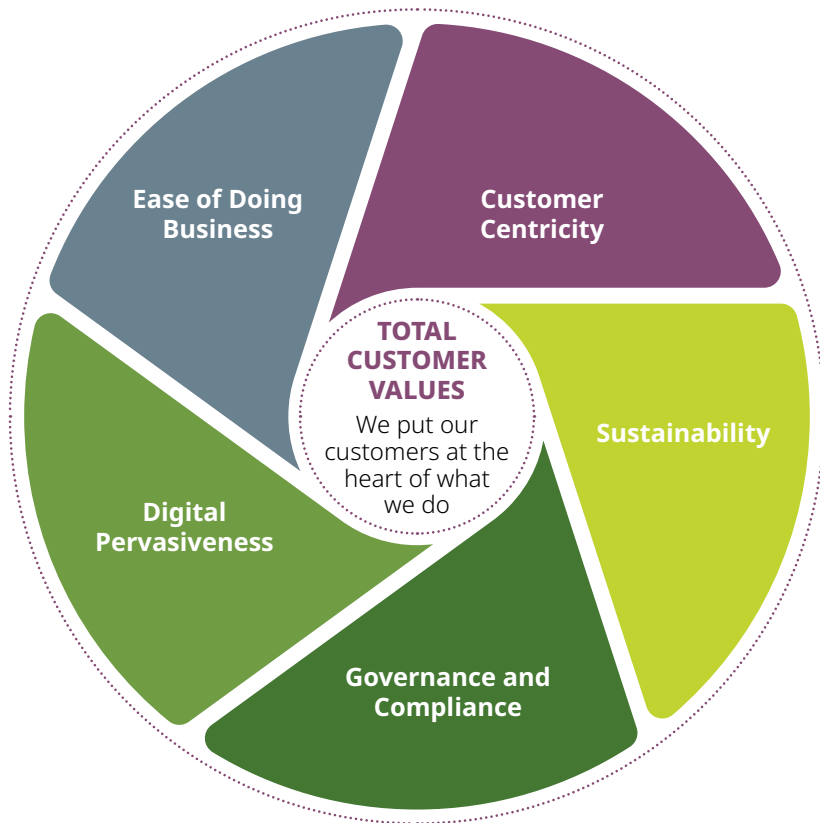 Ease of Doing
Business
Customer
Centricity
TOTAL
CUSTOMER
VALUES
We put our
customers at the
heart of what
we do
Sustainability
Digital
Pervasiveness
Governance and
Compliance